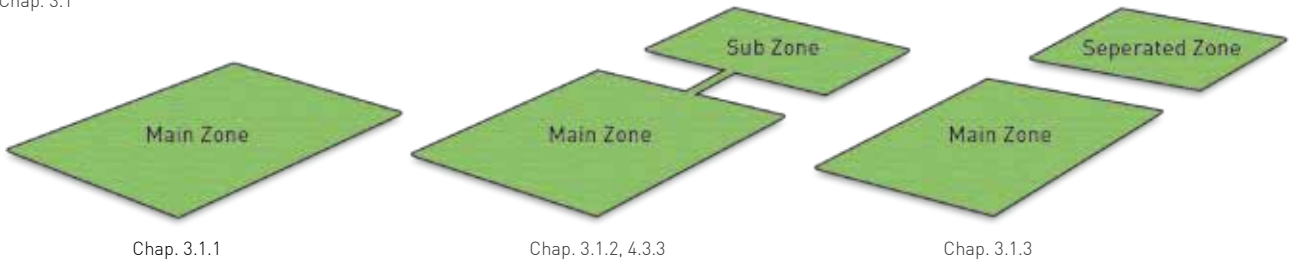 Chap. 3.1
Sub Zone
Seperated Zone
Main Zone
Main Zone
Main Zone
Chap. 3.1.1
Chap. 3.1.2, 4.3.3
Chap. 3.1.3